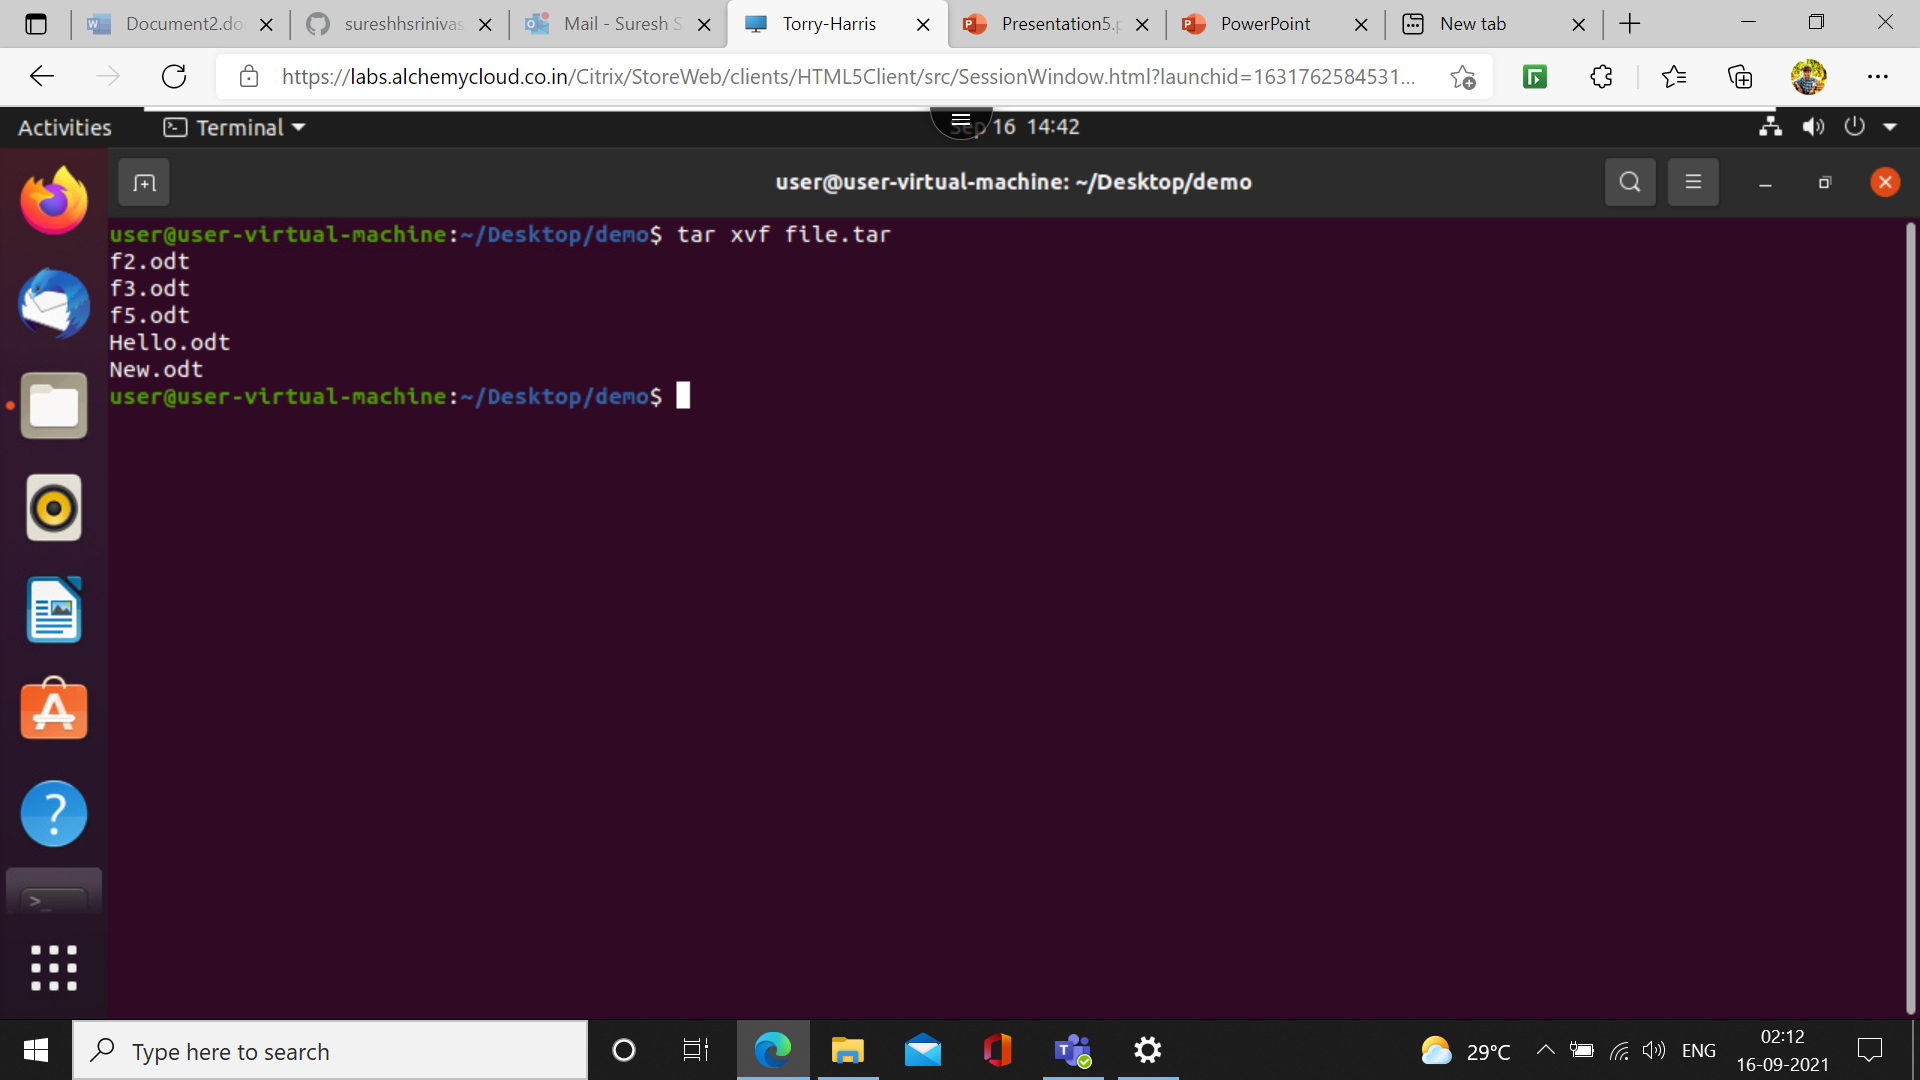 Document2.do
sureshhsrinivas
Mail - Suresh S
Torry-Harris
Presentation5.p
PowerPoint
New tab
https://labs.alchemycloud.co.in/Citrix/StoreWeb/clients/HTML5Client/src/SessionWindow.html?launchid=1631762584531...
Activities
Terminal
Sep 16 14:42
user@user-virtual-machine: ~/Desktop/demo
user@user-virtual-machine:~/Desktop/demo$ tar xvf file.tar
f2.odt
f3.odt
f5.odt
Hello.odt
New.odt
user@user-virtual-machine:~/Desktop/demo$
Type here to search
29°C
ENG
02:12
16-09-2021